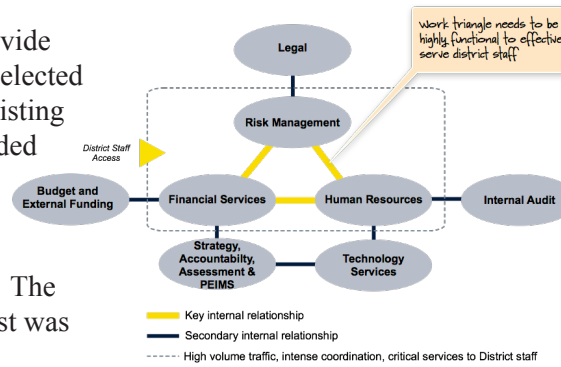 vide
elected
isting
ded
The
st was
Work triangle needs to be
highly functional to effective
serve district staff
Legal
Risk Management
District Staff
Access
Budget and
External Funding
Financial Services
Human Resources
Internal Audit
Strategy,
Accountabilty,
Assessment &
PEIMS
Technology
Services
Key internal relationship
Secondary internal relationship
High volume traffic, intense coordination, critical services to District staff